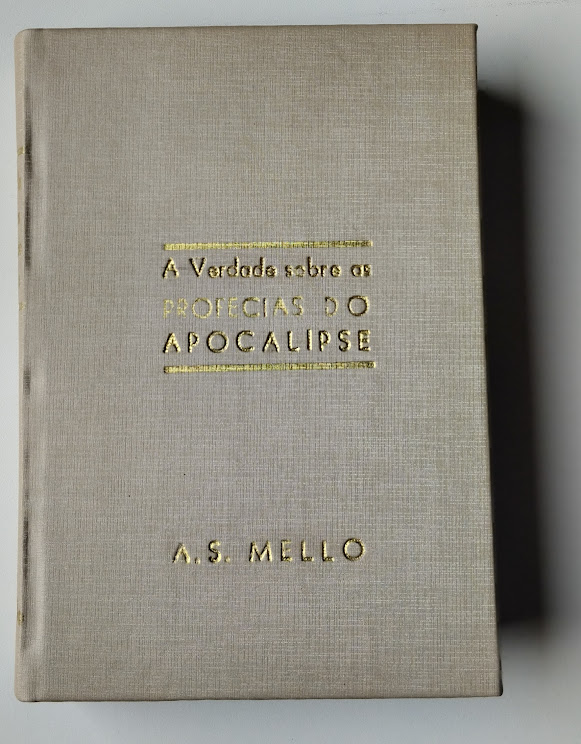 A Verdade sobre as
PROFECIAS DO
APOCALIPSE
A. S. MELLO